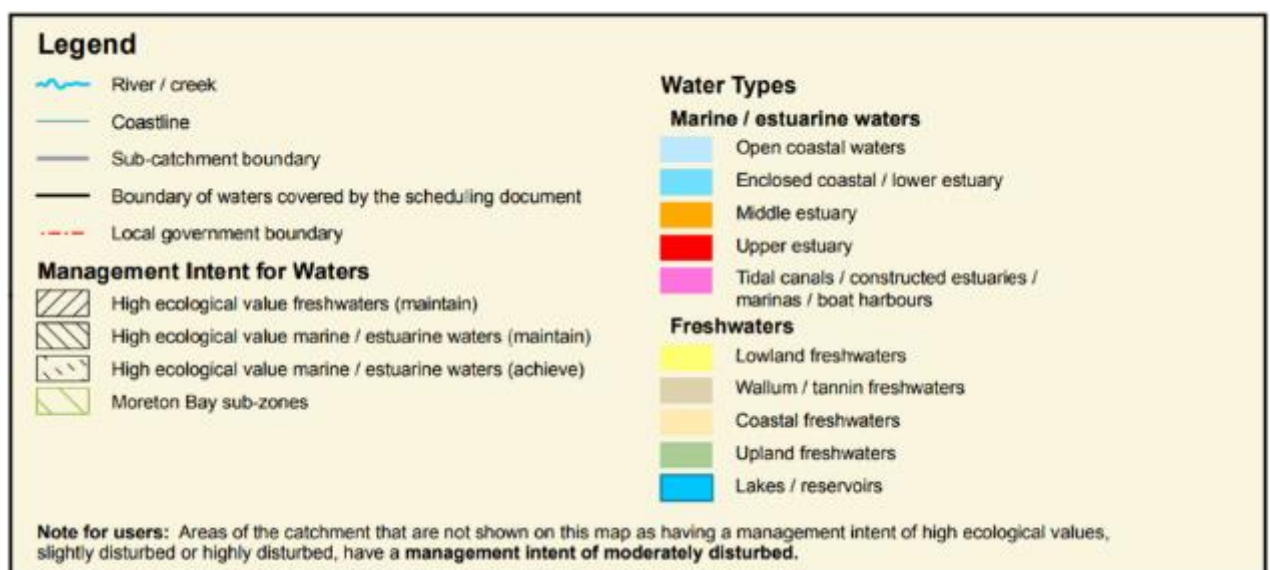 Legend
River / creek
Coastline
Sub-catchment boundary
Boundary of waters covered by the scheduling document
Local government boundary
Management Intent for Waters
High ecological value freshwaters (maintain)
High ecological value marine / estuarine waters (maintain)
High ecological value marine / estuarine waters (achieve)
Moreton Bay sub-zones
Water Types
Marine / estuarine waters
Open coastal waters
Enclosed coastal / lower estuary
Middle estuary
Upper estuary
Tidal canals / constructed estuaries /
marinas / boat harbours
Freshwaters
Lowland freshwaters
Wallum / tannin freshwaters
Coastal freshwaters
Upland freshwaters
Lakes / reservoirs
Note for users: Areas of the catchment that are not shown on this map as having a management intent of high ecological values,
slightly disturbed or highly disturbed, have a management intent of moderately disturbed.